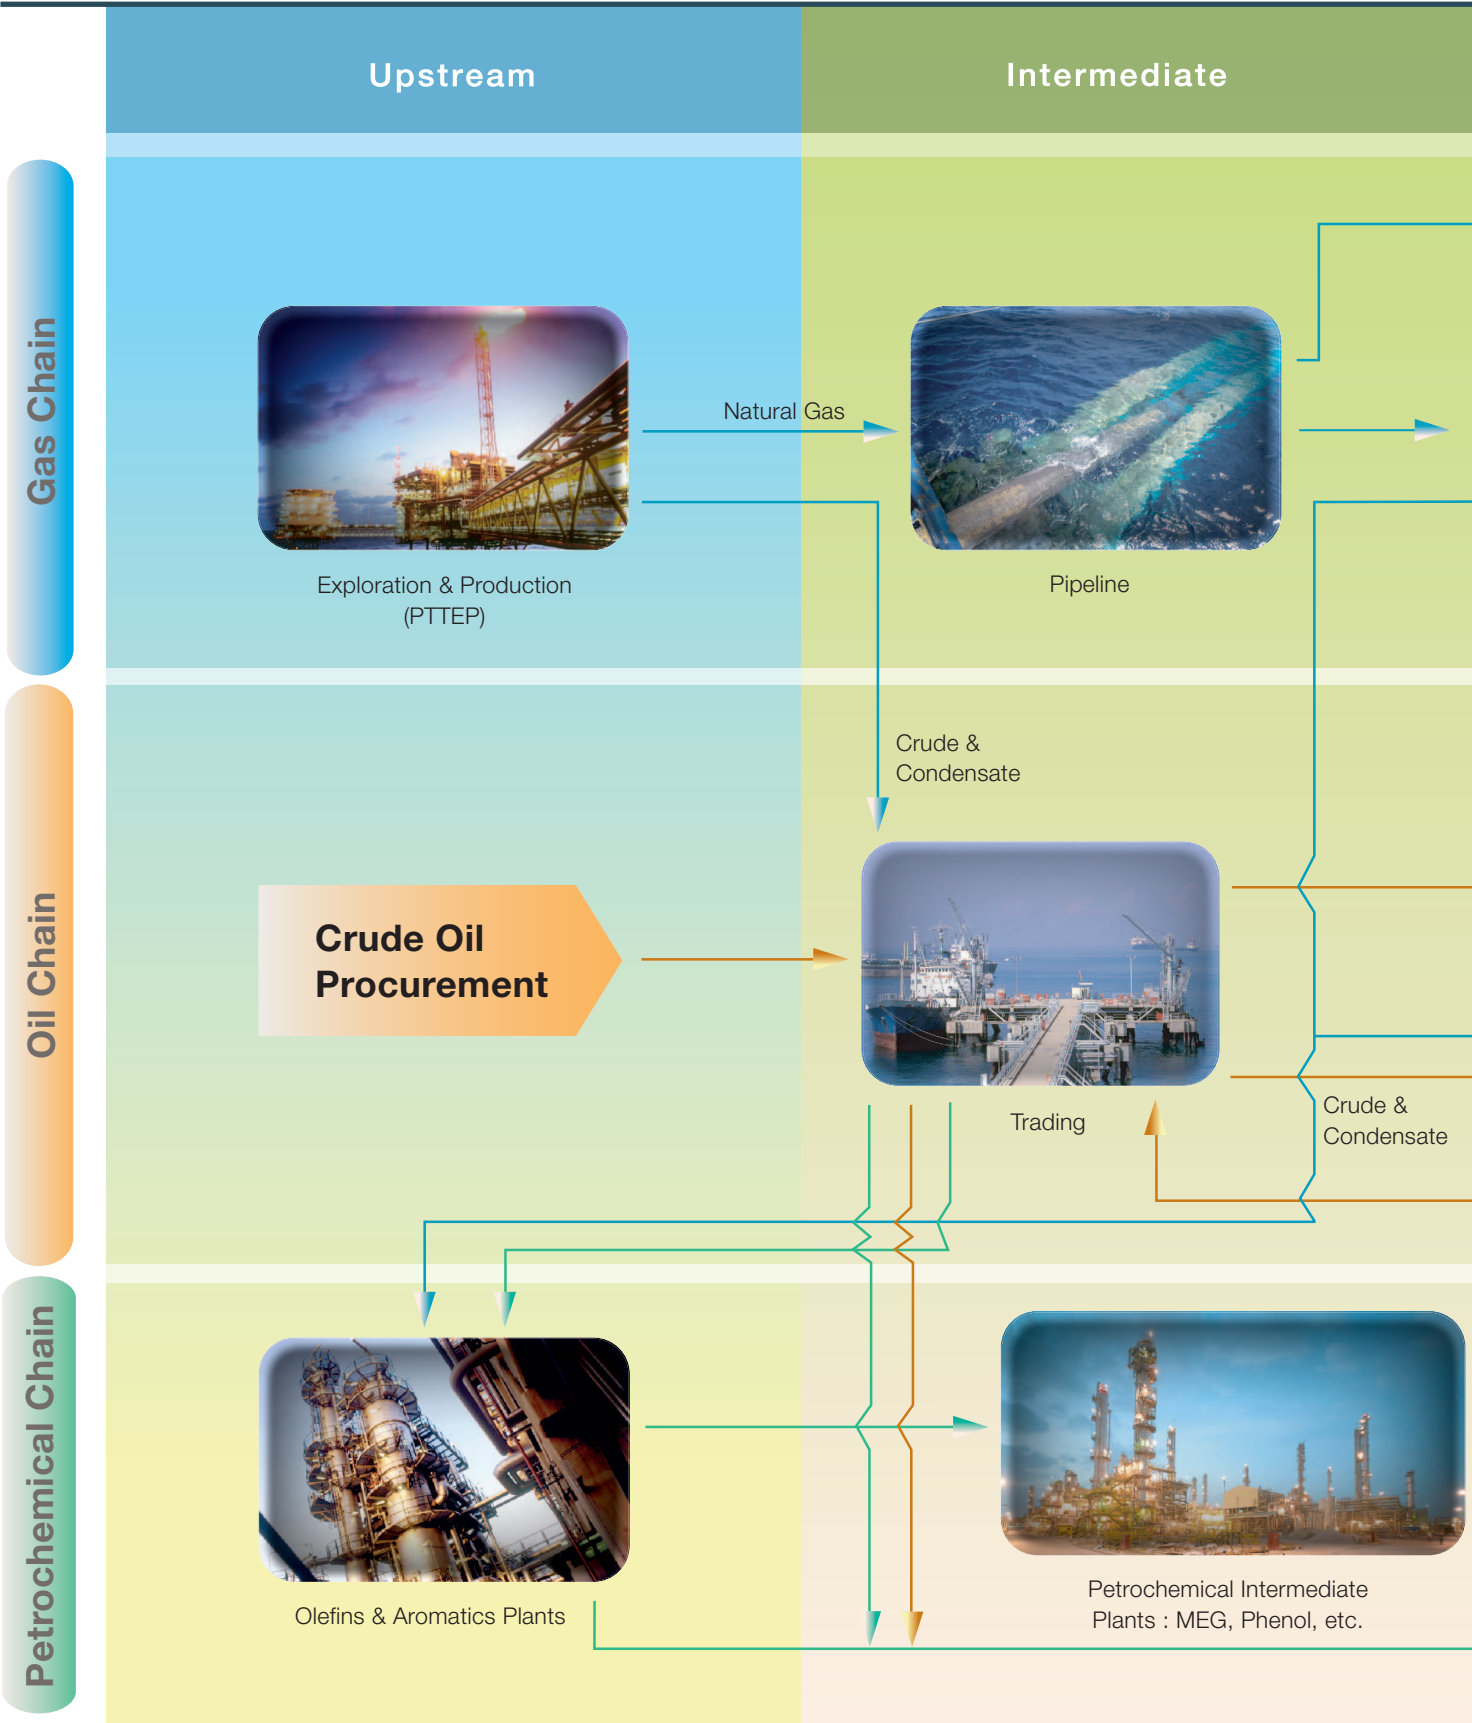 Upstream
Intermediate
Gas Chain
Natural Gas
Exploration & Production
(PTTEP)
Pipeline
Oil Chain
Crude &
Condensate
Crude Oil
Procurement
Trading
Crude &
Condensate
Petrochemical Chain
Olefins & Aromatics Plants
Petrochemical Intermediate
Plants : MEG, Phenol, etc.